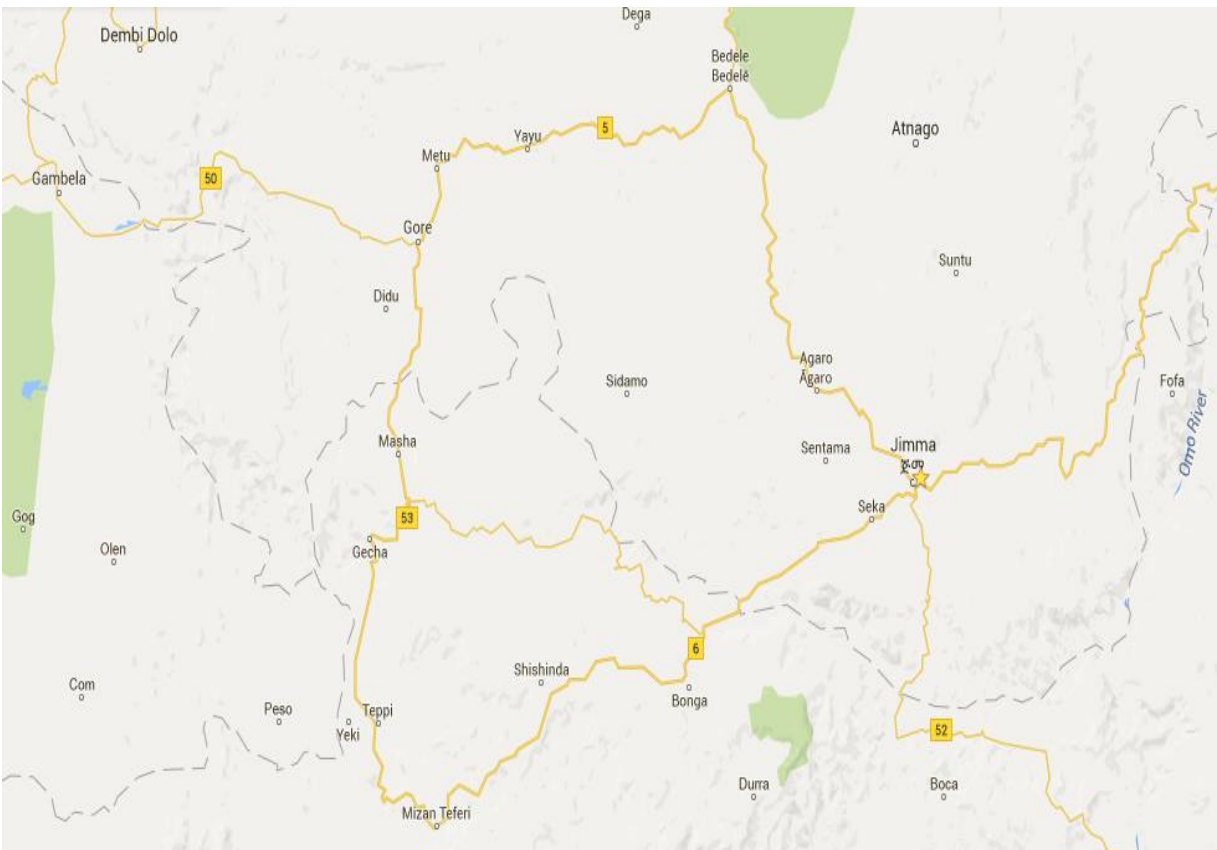 Dega
Dembi Dolo
Bedele
Bedelē
5
Atnago
Yayu
Metu
50
Gambela
Gore
Suntu
Didu
Agaro
Āgaro
Sidamo
Fofa
Omo River
Masha
Sentama
Jimma
Seka
53
Gog
Olen
Gecha
6
Shishinda
Com
Bonga
Peso
Teppi
Yeki
52
Durra
Boca
Mizan Teferi